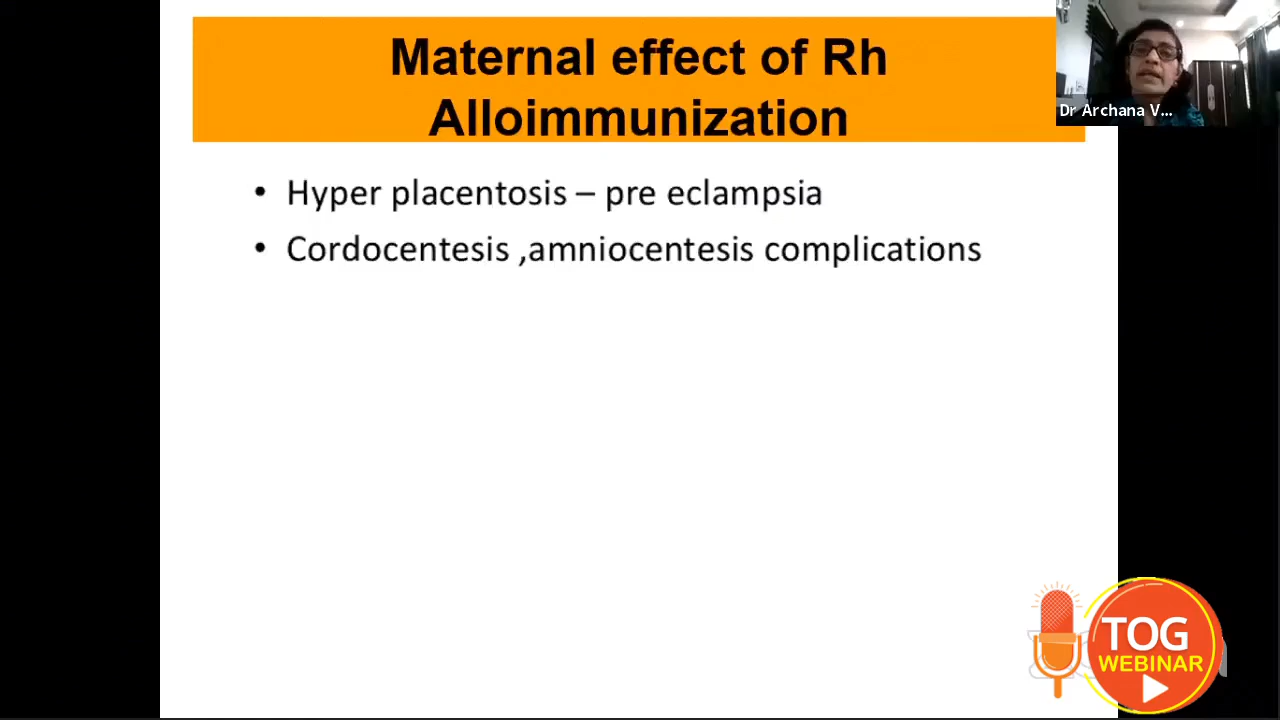 Maternal effect of Rh
Alloimmunization
Dr Archana V...
• Hyper placentosis – pre eclampsia
• Cordocentesis ,amniocentesis complications
TOG
WEBINAR